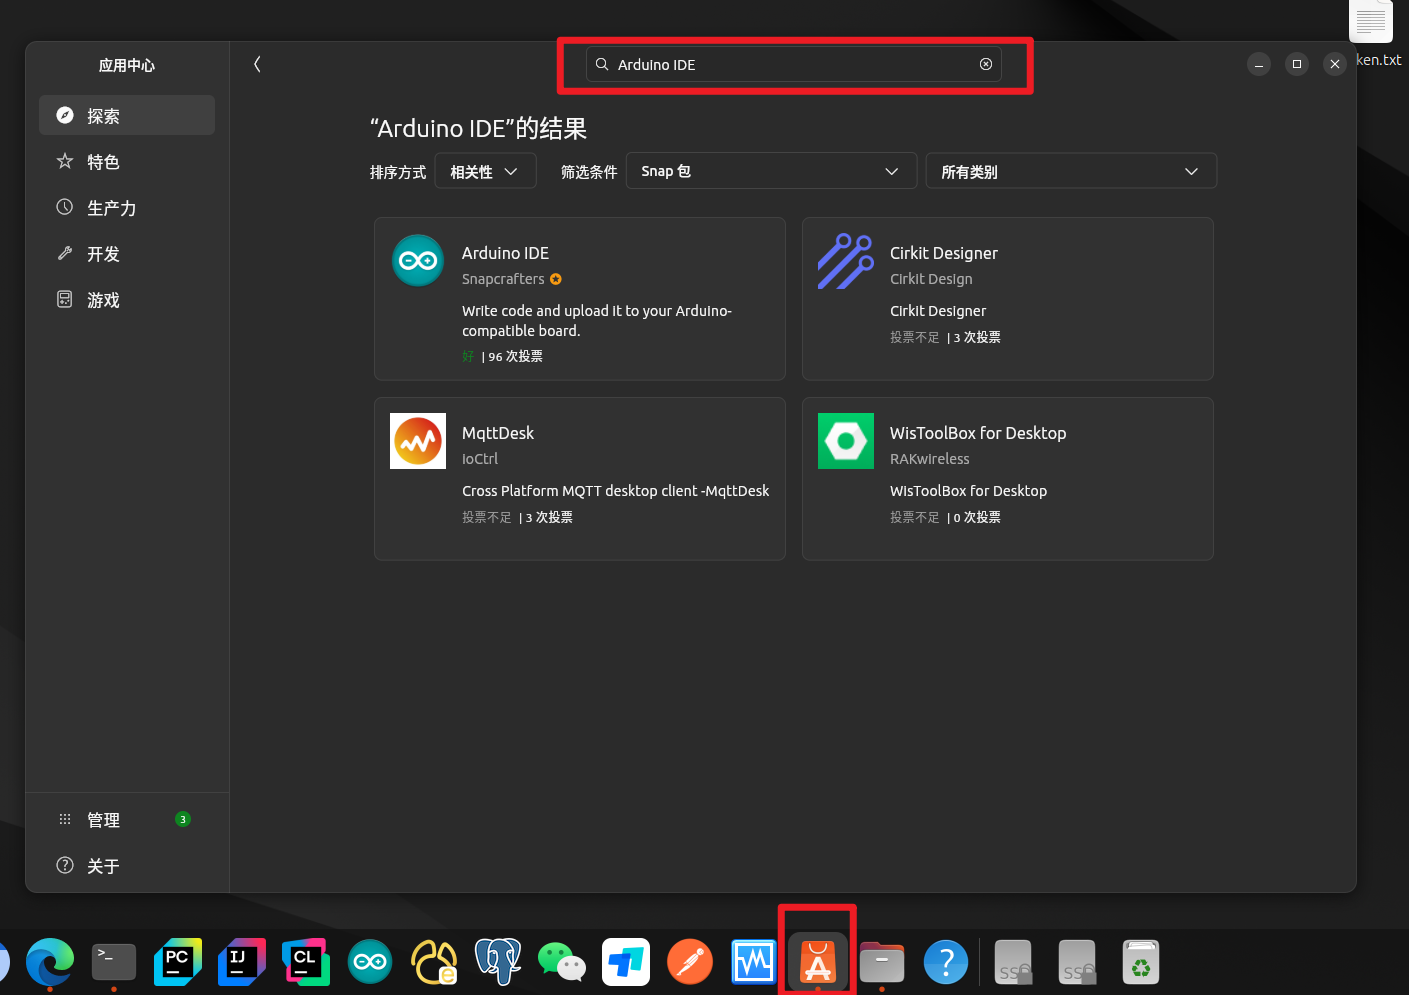 ken.txt
应用中心
Arduino IDE
探索
特色
生产力
开发
游戏
“Arduino IDE”的结果
排序方式 相关性 筛选条件 Snap 包 所有类别
Arduino IDE
Snapcrafters
Write code and upload it to your Arduino-
compatible board.
好 | 96 次投票
Cirkit Designer
Cirkit Design
Cirkit Designer
投票不足 | 3 次投票
MqttDesk
IoCtrl
Cross Platform MQTT desktop client -MqttDesk
投票不足 | 3 次投票
WisToolBox for Desktop
RAKwireless
WisToolBox for Desktop
投票不足 | 0 次投票
管理 3
关于
>_ PC IJ CL e A ? SSD SSD